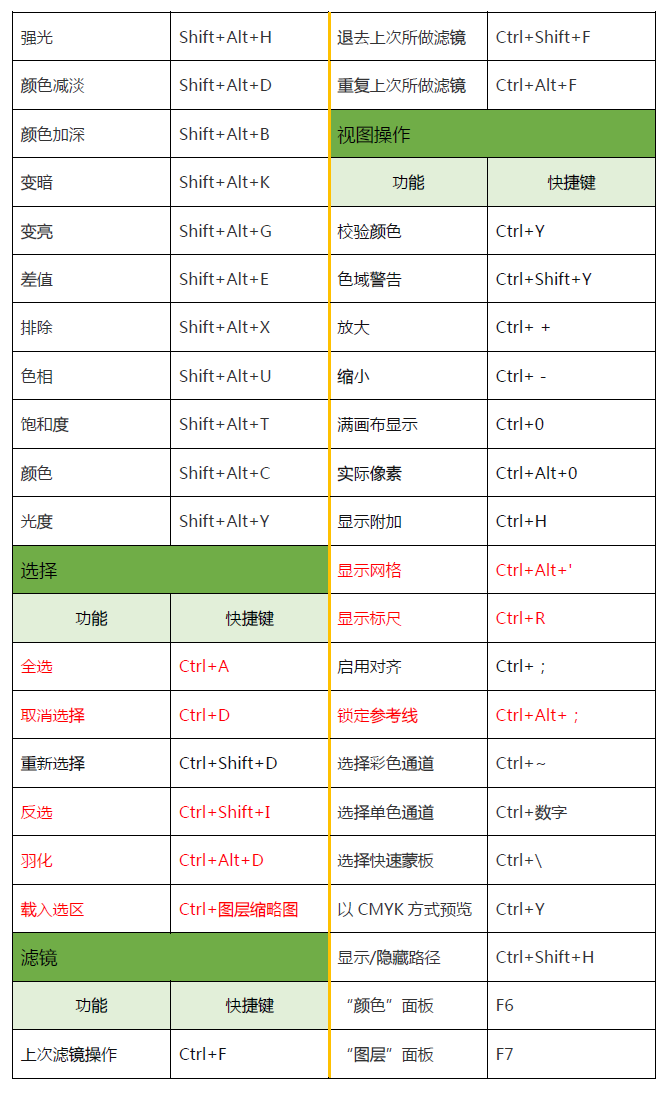 强光 Shift+Alt+H
颜色减淡 Shift+Alt+D
颜色加深 Shift+Alt+B
变暗 Shift+Alt+K
变亮 Shift+Alt+G
差值 Shift+Alt+E
排除 Shift+Alt+X
色相 Shift+Alt+U
饱和度 Shift+Alt+T
颜色 Shift+Alt+C
光度 Shift+Alt+Y
选择
功能 快捷键
全选 Ctrl+A
取消选择 Ctrl+D
重新选择 Ctrl+Shift+D
反选 Ctrl+Shift+I
羽化 Ctrl+Alt+D
载入选区 Ctrl+图层缩略图
滤镜
功能 快捷键
上次滤镜操作 Ctrl+F
退去上次所做滤镜 Ctrl+Shift+F
重复上次所做滤镜 Ctrl+Alt+F
视图操作
功能 快捷键
校验颜色 Ctrl+Y
色域警告 Ctrl+Shift+Y
放大 Ctrl+ +
缩小 Ctrl+ -
满画布显示 Ctrl+0
实际像素 Ctrl+Alt+0
显示附加 Ctrl+H
显示网格 Ctrl+Alt+'
显示标尺 Ctrl+R
启用对齐 Ctrl+ ;
锁定参考线 Ctrl+Alt+ ;
选择彩色通道 Ctrl+~
选择单色通道 Ctrl+数字
选择快速蒙板 Ctrl+\
以 CMYK 方式预览 Ctrl+Y
显示/隐藏路径 Ctrl+Shift+H
“颜色”面板 F6
“图层”面板 F7